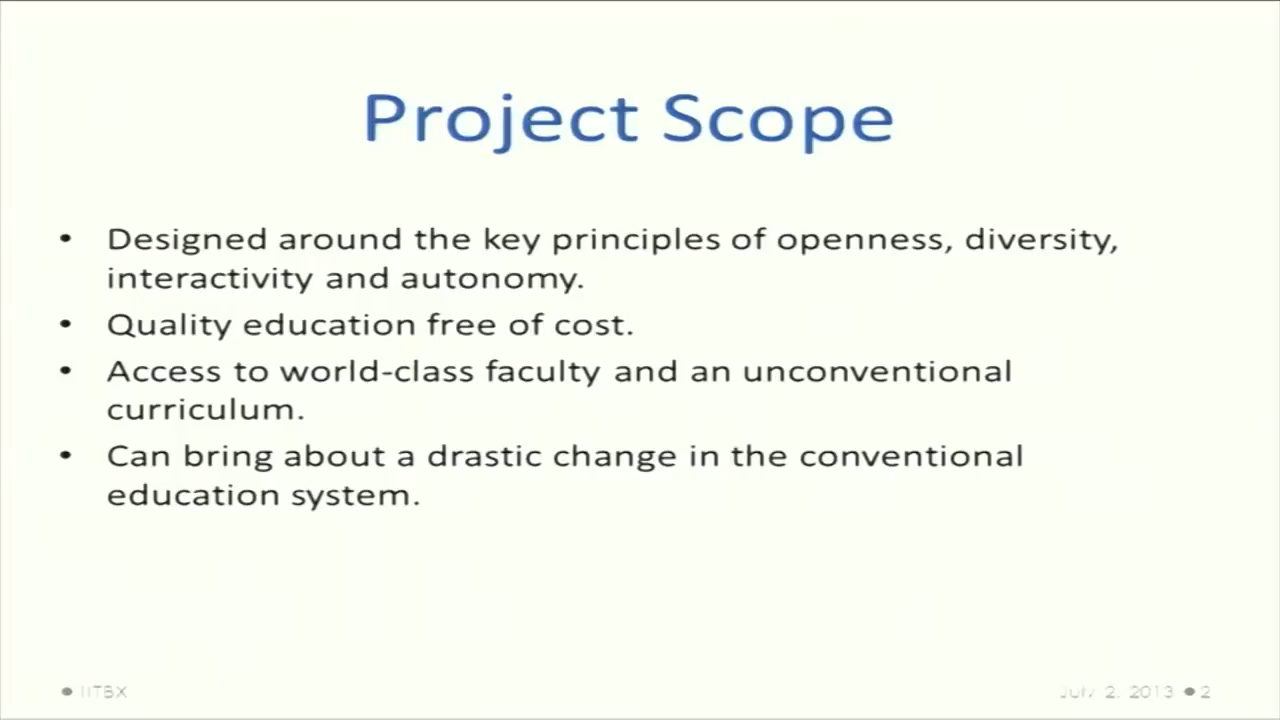 Project Scope
• Designed around the key principles of openness, diversity,
interactivity and autonomy.
• Quality education free of cost.
• Access to world-class faculty and an unconventional
curriculum.
• Can bring about a drastic change in the conventional
education system.
• IITBX
July 2, 2013 • 2